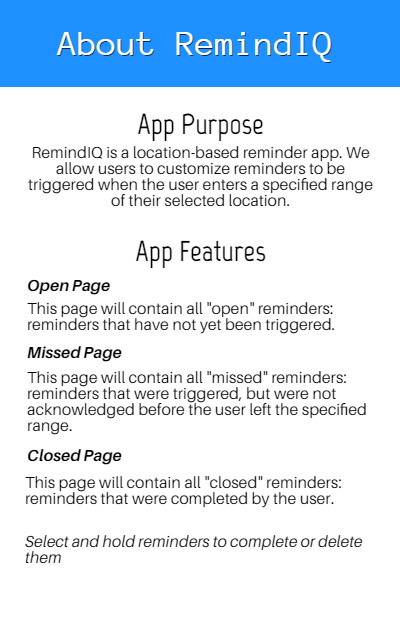 About RemindIQ
App Purpose
RemindIQ is a location-based reminder app. We
allow users to customize reminders to be
triggered when the user enters a specified range
of their selected location.
App Features
Open Page
This page will contain all "open" reminders:
reminders that have not yet been triggered.
Missed Page
This page will contain all "missed" reminders:
reminders that were triggered, but were not
acknowledged before the user left the specified
range.
Closed Page
This page will contain all "closed" reminders:
reminders that were completed by the user.
Select and hold reminders to complete or delete
them